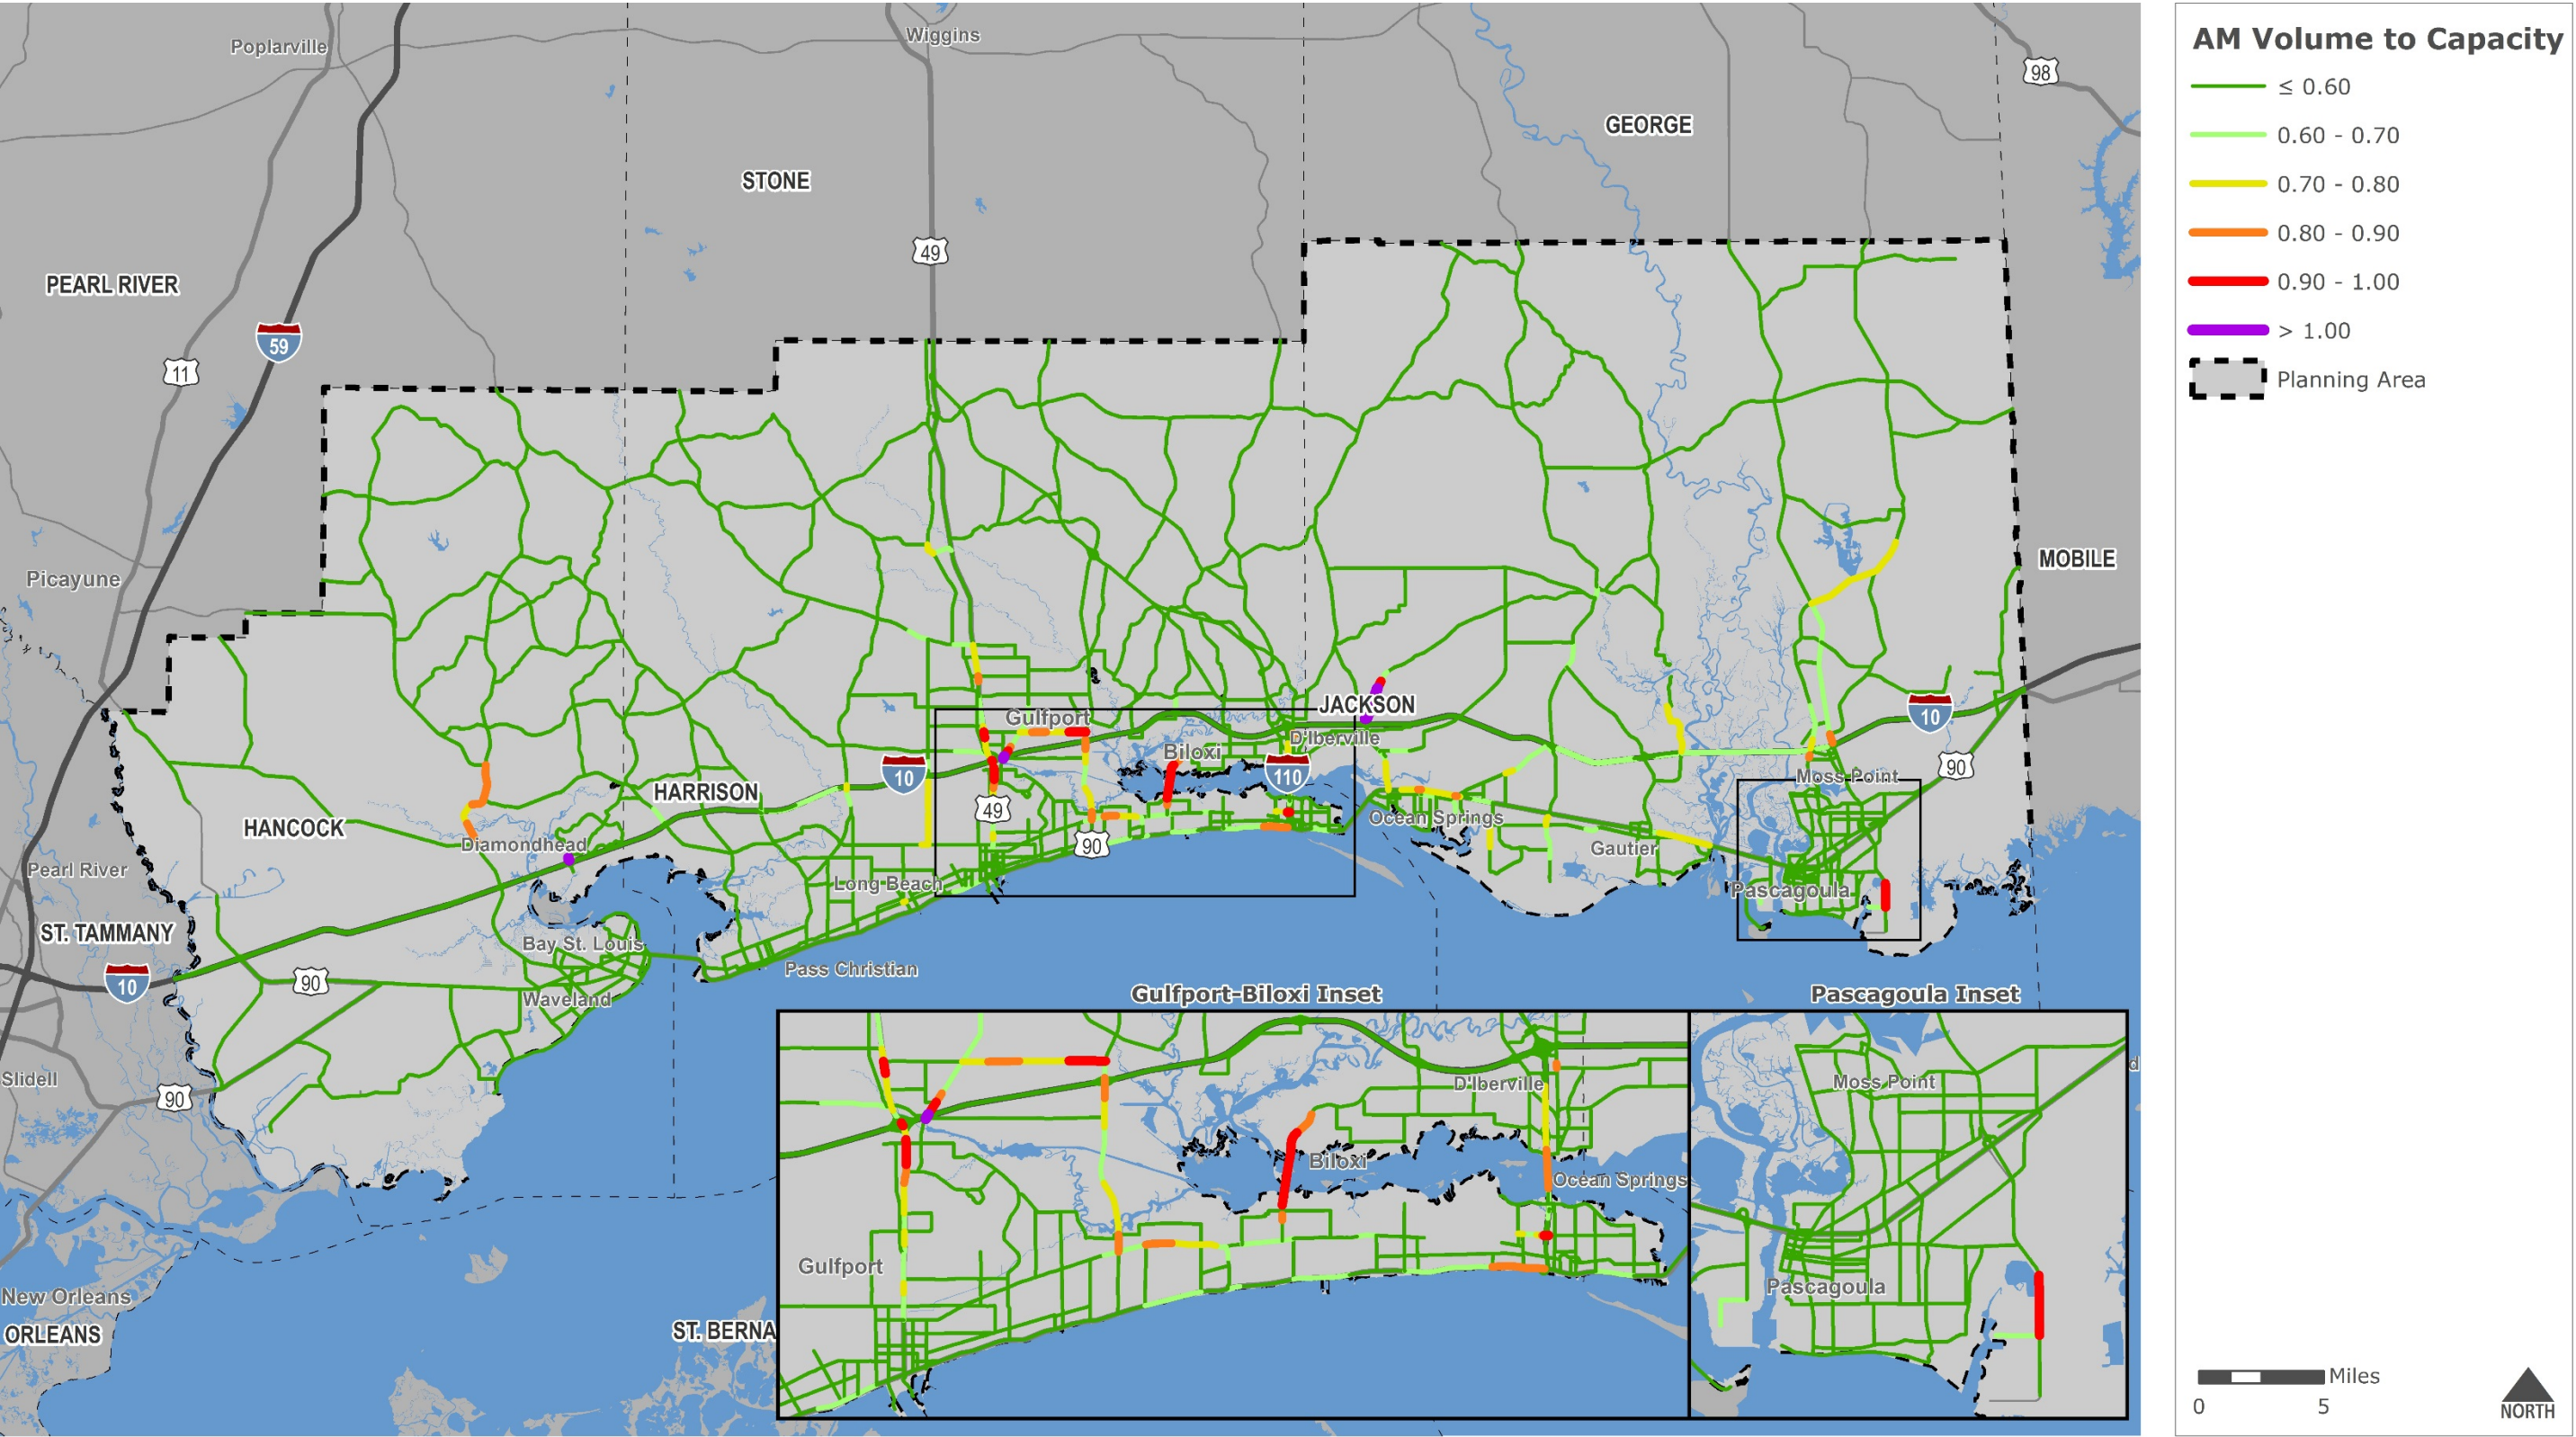 Poplarville
Wiggins
98
GEORGE
STONE
49
PEARL RIVER
59
11
MOBILE
Picayune
JACKSON
Gulfport
10
D'Iberville
Biloxi
90
10
110
Moss Point
HARRISON
49
Ocean Springs
HANCOCK
Diamondhead
90
Gautier
Pearl River
Long Beach
Pascagoula
ST. TAMMANY
Bay St. Louis
Pass Christian
10
90
Waveland
Gulfport-Biloxi Inset
Pascagoula Inset
Slidell
90
D'Iberville
Moss Point
d
Biloxi
Ocean Springs
Gulfport
Pascagoula
New Orleans
ORLEANS
ST. BERNA
AM Volume to Capacity
≤ 0.60
0.60 - 0.70
0.70 - 0.80
0.80 - 0.90
0.90 - 1.00
> 1.00
Planning Area
Miles
0 5
NORTH